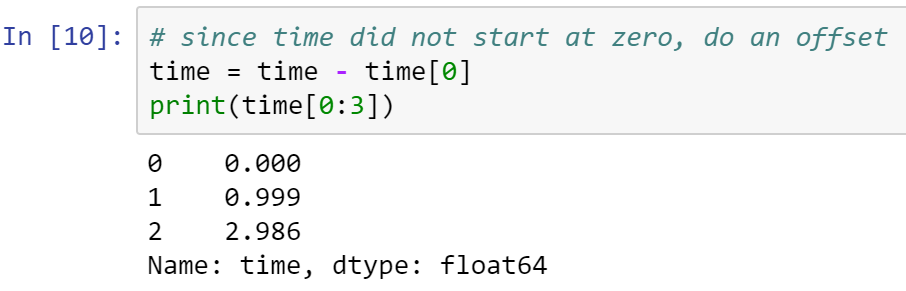 In [10]: # since time did not start at zero, do an offset
time = time - time[0]
print(time[0:3])
0 0.000
1 0.999
2 2.986
Name: time, dtype: float64